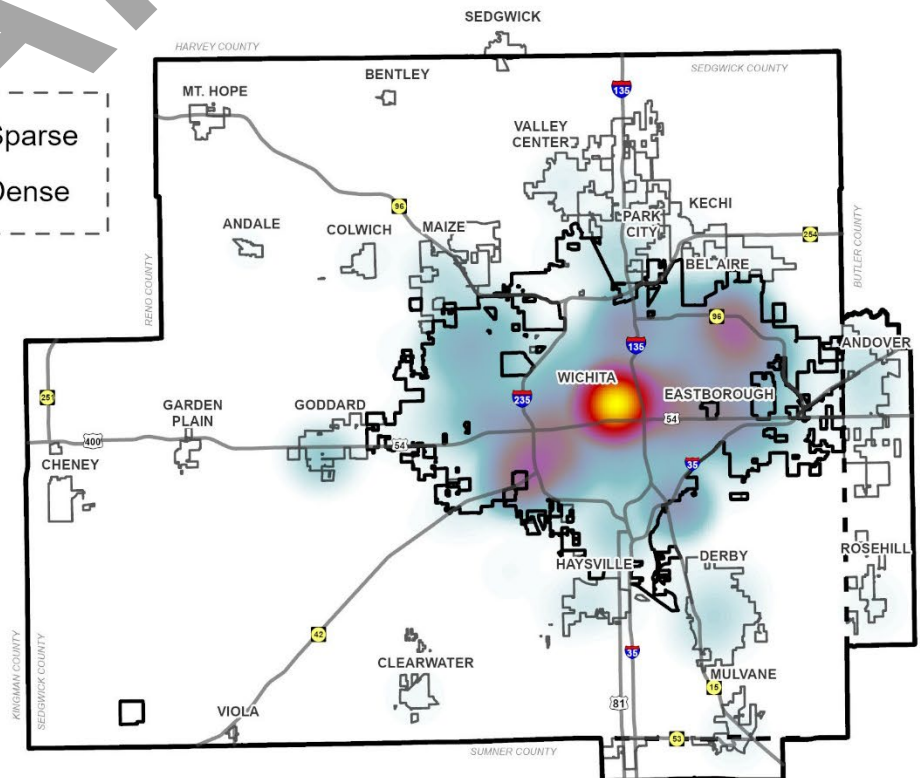 SEDGWICK
HARVEY COUNTY
SEDGWICK COUNTY
BENTLEY
MT. HOPE
135
Dense
VALLEY
CENTER
96
KECHI
PARK
CITY
ANDALE
COLWICH
MAIZE
254
BEL AIRE
BUTLER COUNTY
RENO COUNTY
96
135
ANDOVER
WICHITA
EASTBOROUGH
251
235
GARDEN
PLAIN
GODDARD
54
400
54
CHENEY
35
HAYSVILLE
DERBY
ROSEHILL
42
35
CLEARWATER
MULVANE
15
81
KINGMAN COUNTY
SEDGWICK COUNTY
VIOLA
53
SUMNER COUNTY